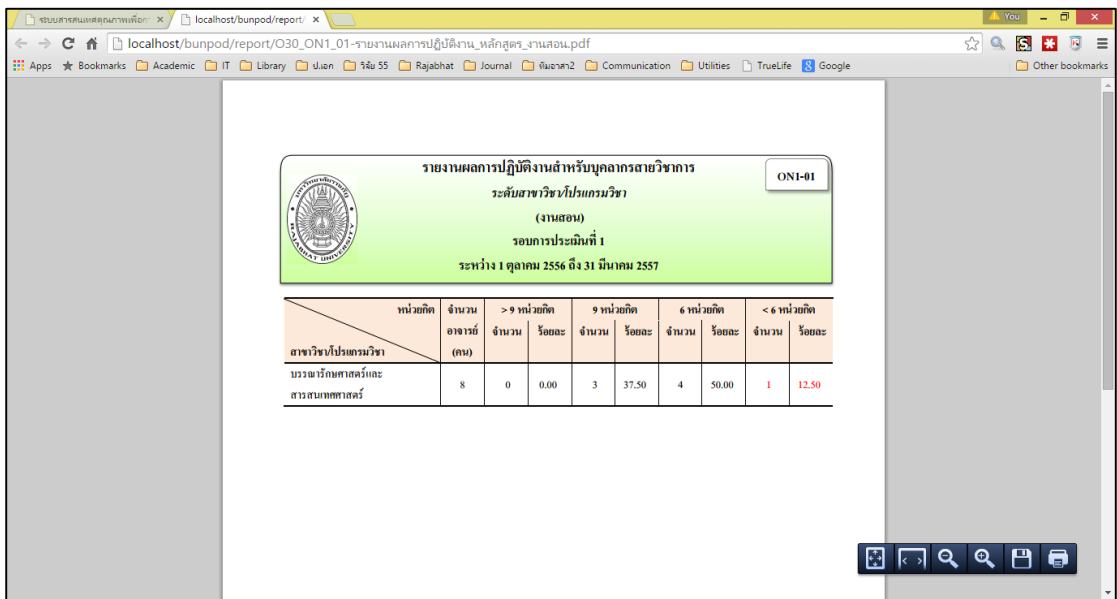 ระบบสารสนเทศคุณภาพเพื่อก
localhost/bunpod/report/
You
localhost/bunpod/report/O30_ON1_01-รายงานผลการปฏิบัติงาน_หลักสูตร_งานสอน.pdf
Apps Bookmarks Academic IT Library ป.เอก วิจัย 55 Rajabhat Journal ทีมอาสา2 Communication Utilities TrueLife Google Other bookmarks
รายงานผลการปฏิบัติงานสำหรับบุคลากรสายวิชาการ
ON1-01
ระดับสาขาวิชา/โปรแกรมวิชา
(งานสอน)
รอบการประเมินที่ 1
ระหว่าง 1 ตุลาคม 2556 ถึง 31 มีนาคม 2557
มหาวิทยาลัยราชภัฏ
RAJABHAT UNIVERSITY
หน่วยกิต จำนวน > 9 หน่วยกิต 9 หน่วยกิต 6 หน่วยกิต < 6 หน่วยกิต
อาจารย์ จำนวน ร้อยละ จำนวน ร้อยละ จำนวน ร้อยละ จำนวน ร้อยละ
สาขาวิชา/โปรแกรมวิชา (คน)
บรรณารักษศาสตร์และ
8 0 0.00 3 37.50 4 50.00 1 12.50
สารสนเทศศาสตร์